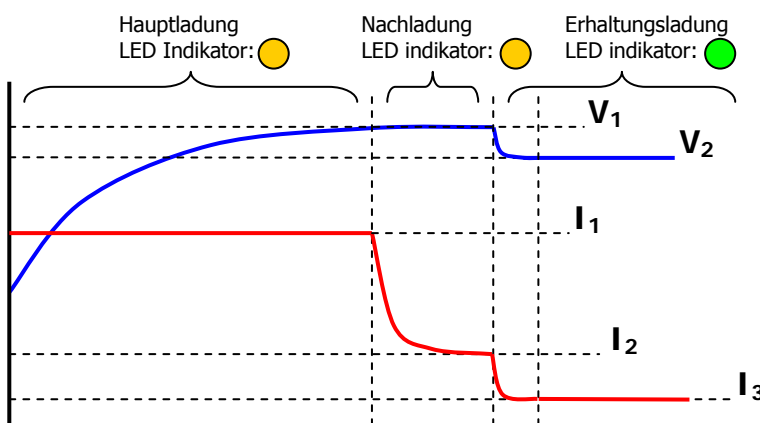 Hauptladung
LED Indikator:
Nachladung
LED indikator:
Erhaltungsladung
LED indikator:
V1
V2
I1
I2
I3